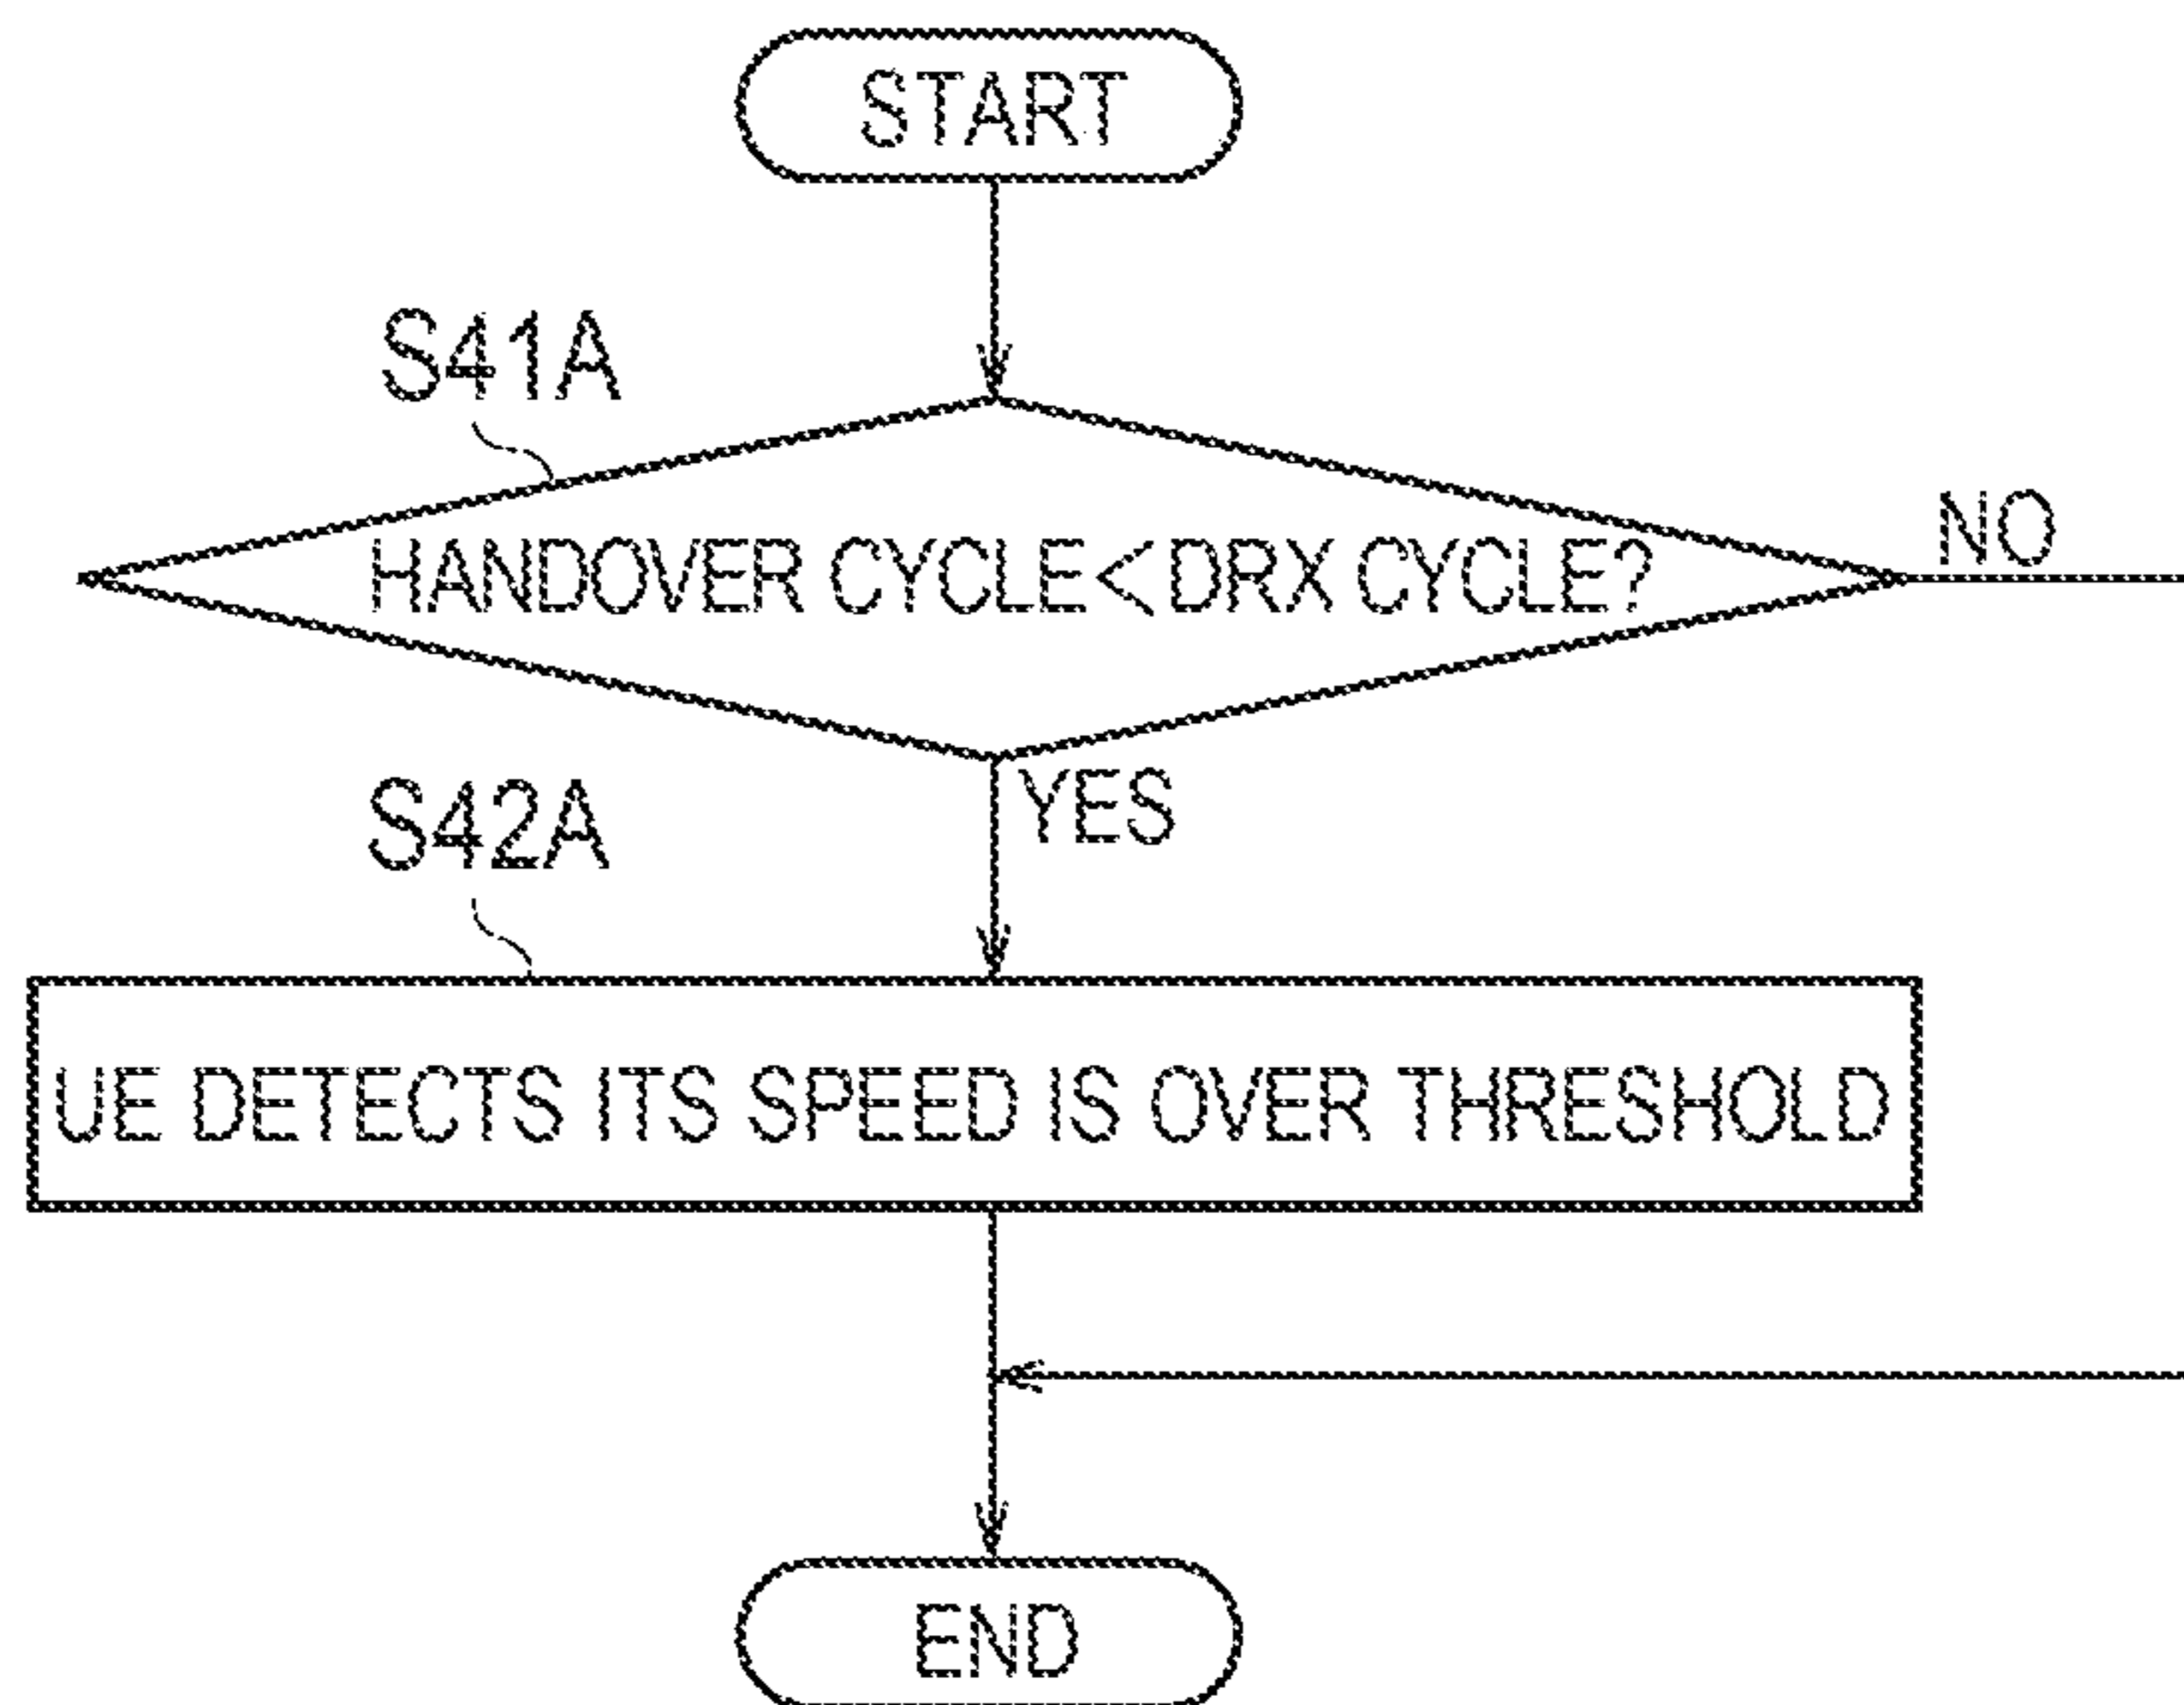 START
S41A
HANDOVER CYCLE<DRX CYCLE?
NO
YES
S42A
UE DETECTS ITS SPEED IS OVER THRESHOLD
END